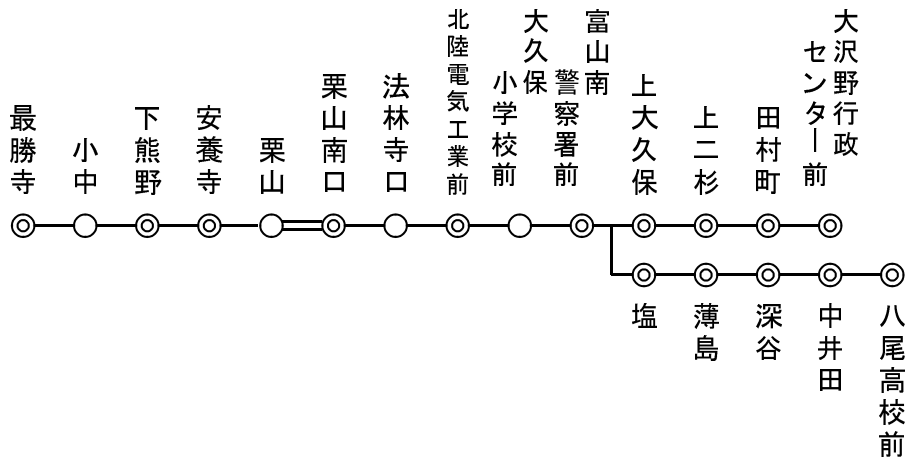 最勝寺
小中
下熊野
安養寺
栗山
栗山南口
法林寺口
北陸電気工業前
大久保
小学校前
富山南
警察署前
上大久保
上二杉
田村町
大沢野行政
センター前
塩
薄島
深谷
中井田
八尾高校前